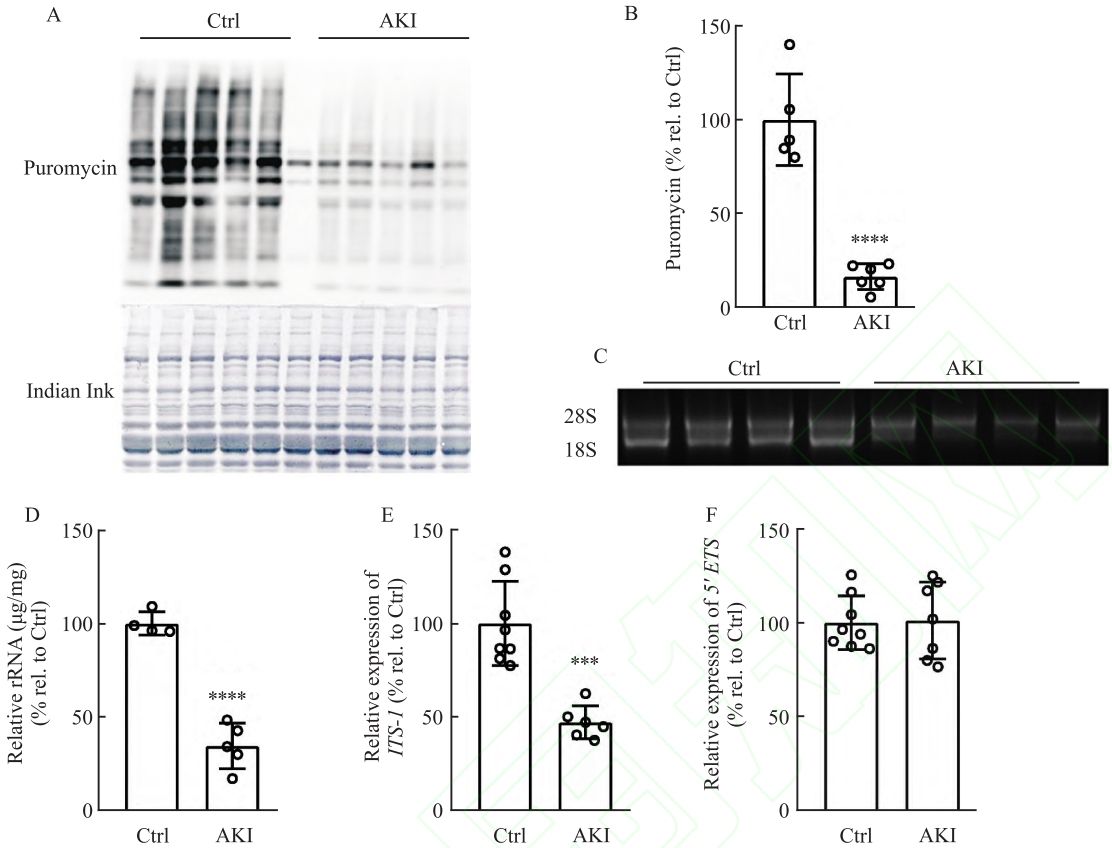 A
Ctrl
AKI
Puromycin
Indian Ink
B
Puromycin (% rel. to Ctrl)
150
100
50
0
****
Ctrl
AKI
C
Ctrl
AKI
28S
18S
D
Relative rRNA (μg/mg)
(% rel. to Ctrl)
150
100
50
0
****
Ctrl
AKI
E
Relative expression of
ITS-1 (% rel. to Ctrl)
150
100
50
0
***
Ctrl
AKI
F
Relative expression of 5′ ETS
(% rel. to Ctrl)
150
100
50
0
Ctrl
AKI